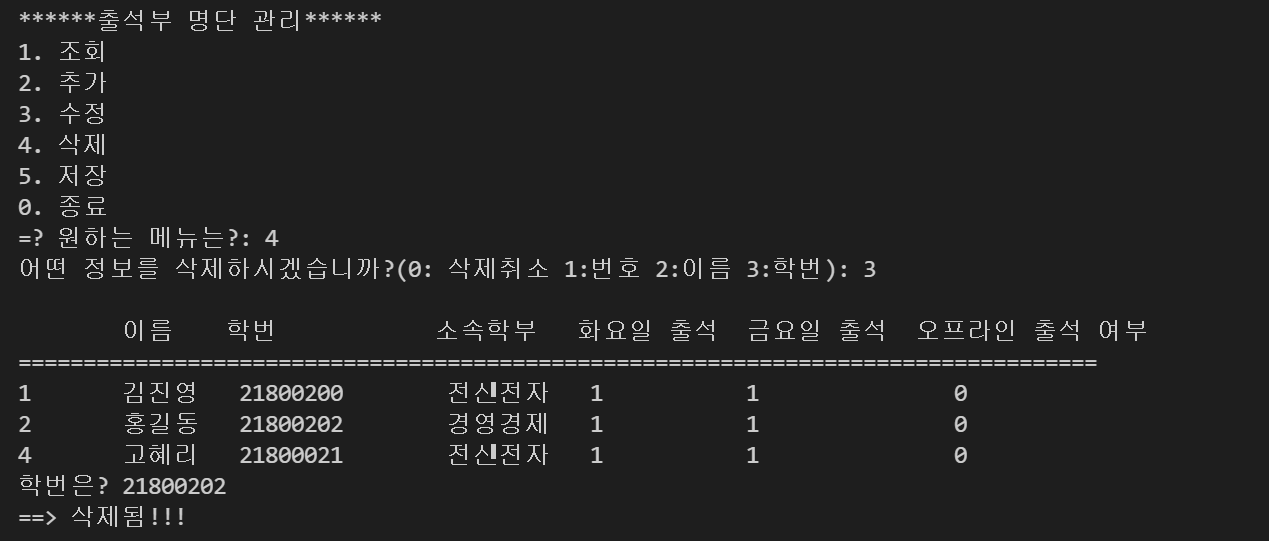 ******출석부 명단 관리******
1. 조회
2. 추가
3. 수정
4. 삭제
5. 저장
0. 종료
=? 원하는 메뉴는?: 4
어떤 정보를 삭제하시겠습니까?(0: 삭제취소 1:번호 2:이름 3:학번): 3
이름 학번 소속학부 화요일 출석 금요일 출석 오프라인 출석 여부
===================================================================================
1 김진영 21800200 전신전자 1 1 0
2 홍길동 21800202 경영경제 1 1 0
4 고혜리 21800021 전신전자 1 1 0
학번은? 21800202
==> 삭제됨!!!